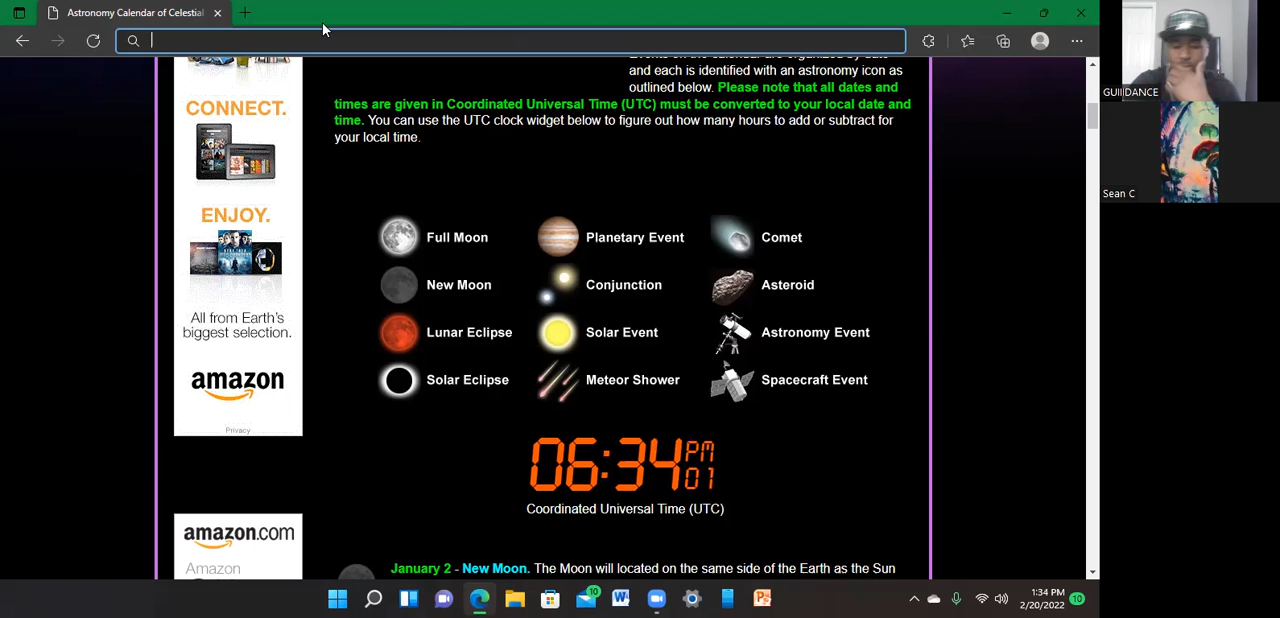 Astronomy Calendar of Celestial
GUIIIDANCE
Sean C
CONNECT.
ENJOY.
All from Earth's
biggest selection.
amazon
Privacy
amazon.com
Amazon
and each is identified with an astronomy icon as
outlined below. Please note that all dates and
times are given in Coordinated Universal Time (UTC) must be converted to your local date and
time. You can use the UTC clock widget below to figure out how many hours to add or subtract for
your local time.
Full Moon Planetary Event Comet
New Moon Conjunction Asteroid
Lunar Eclipse Solar Event Astronomy Event
Solar Eclipse Meteor Shower Spacecraft Event
06:34 PM
01
Coordinated Universal Time (UTC)
January 2 - New Moon. The Moon will located on the same side of the Earth as the Sun
10
1:34 PM
2/20/2022
10